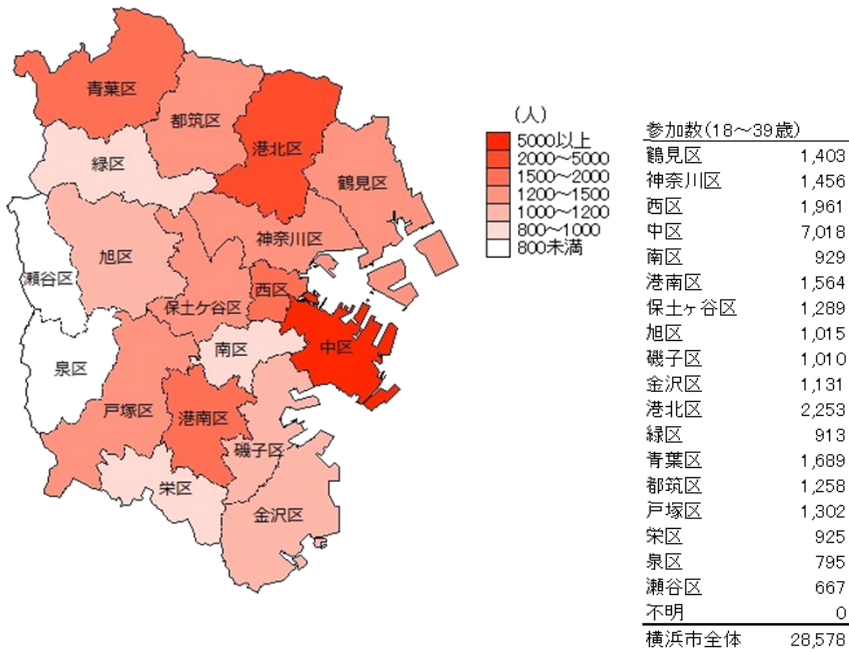 青葉区
都筑区
港北区
緑区
鶴見区
神奈川区
旭区
瀬谷区
西区
保土ケ谷区
南区
中区
泉区
戸塚区
港南区
磯子区
栄区
金沢区
(人)
5000以上
2000～5000
1500～2000
1200～1500
1000～1200
800～1000
800未満
参加数(18～39歳)
鶴見区 1,403
神奈川区 1,456
西区 1,961
中区 7,018
南区 929
港南区 1,564
保土ヶ谷区 1,289
旭区 1,015
磯子区 1,010
金沢区 1,131
港北区 2,253
緑区 913
青葉区 1,689
都筑区 1,258
戸塚区 1,302
栄区 925
泉区 795
瀬谷区 667
不明 0
横浜市全体 28,578